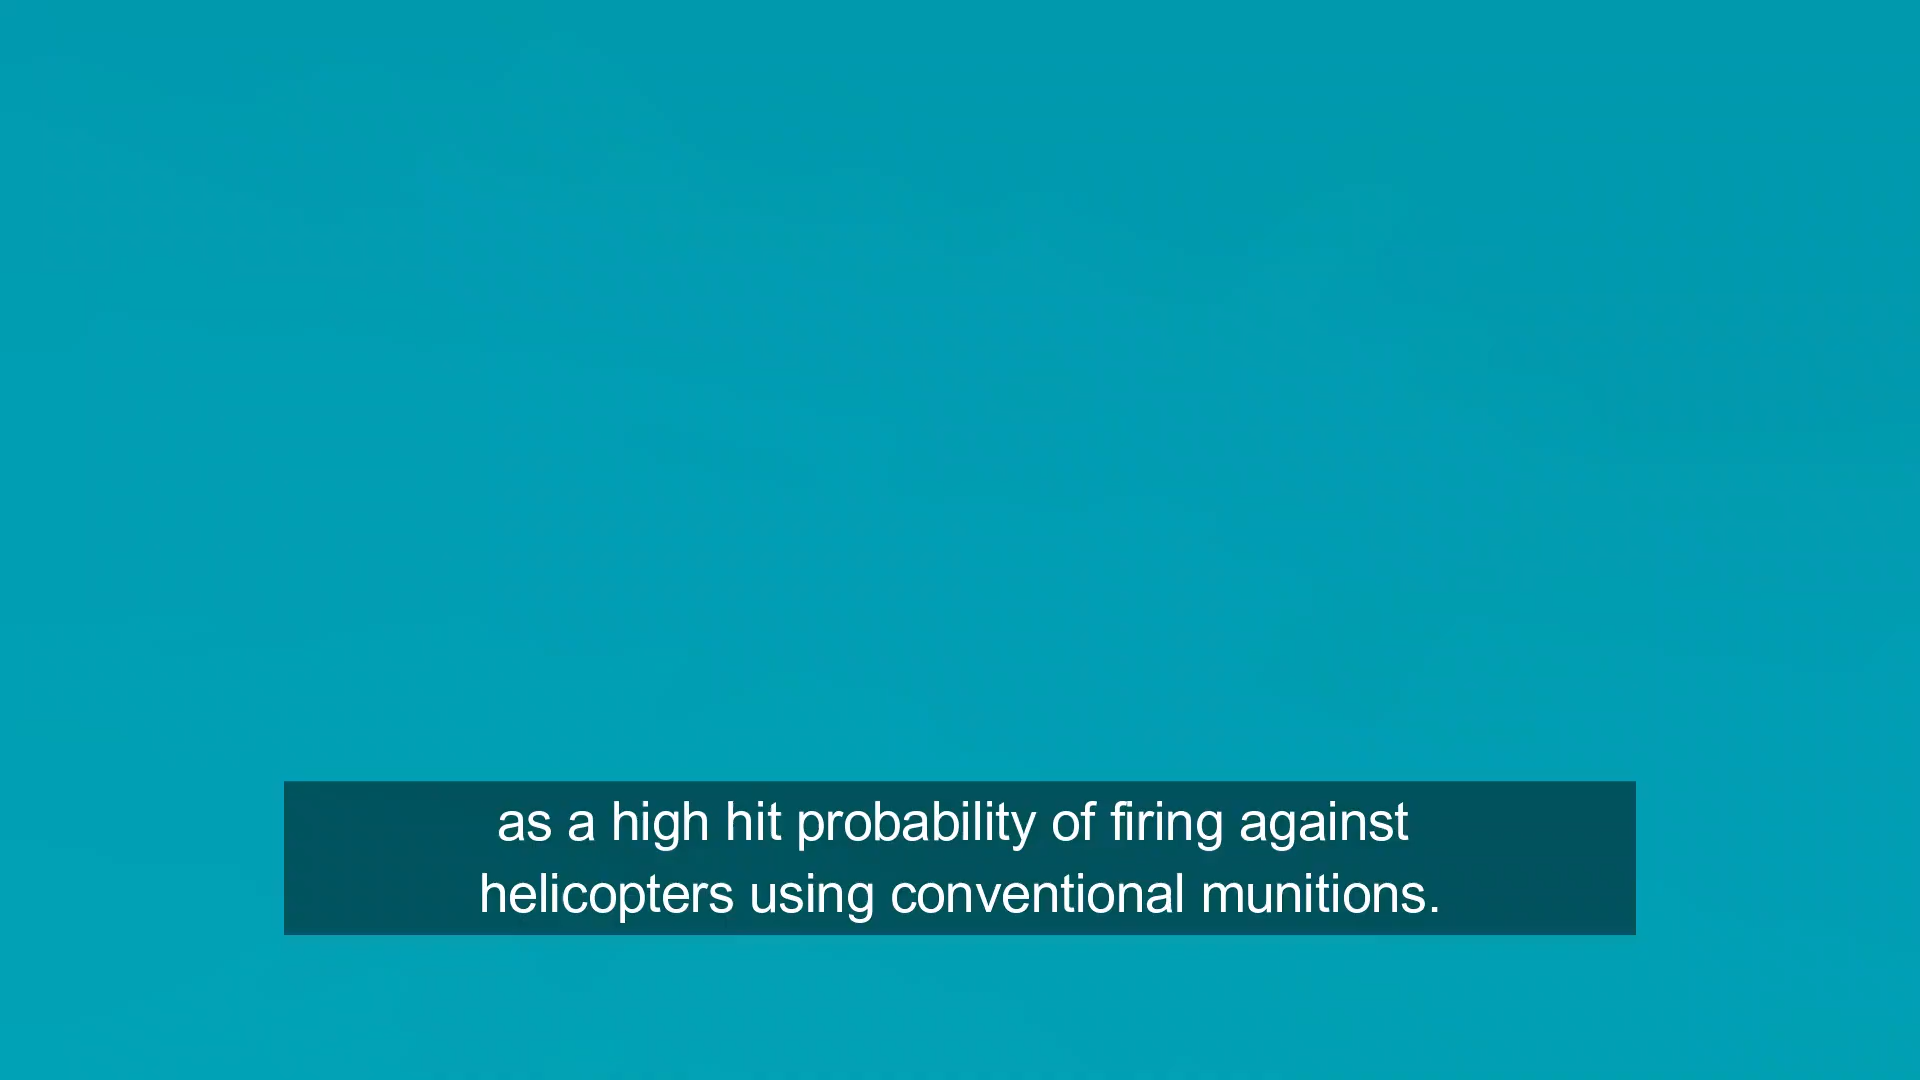 as a high hit probability of firing against
helicopters using conventional munitions.